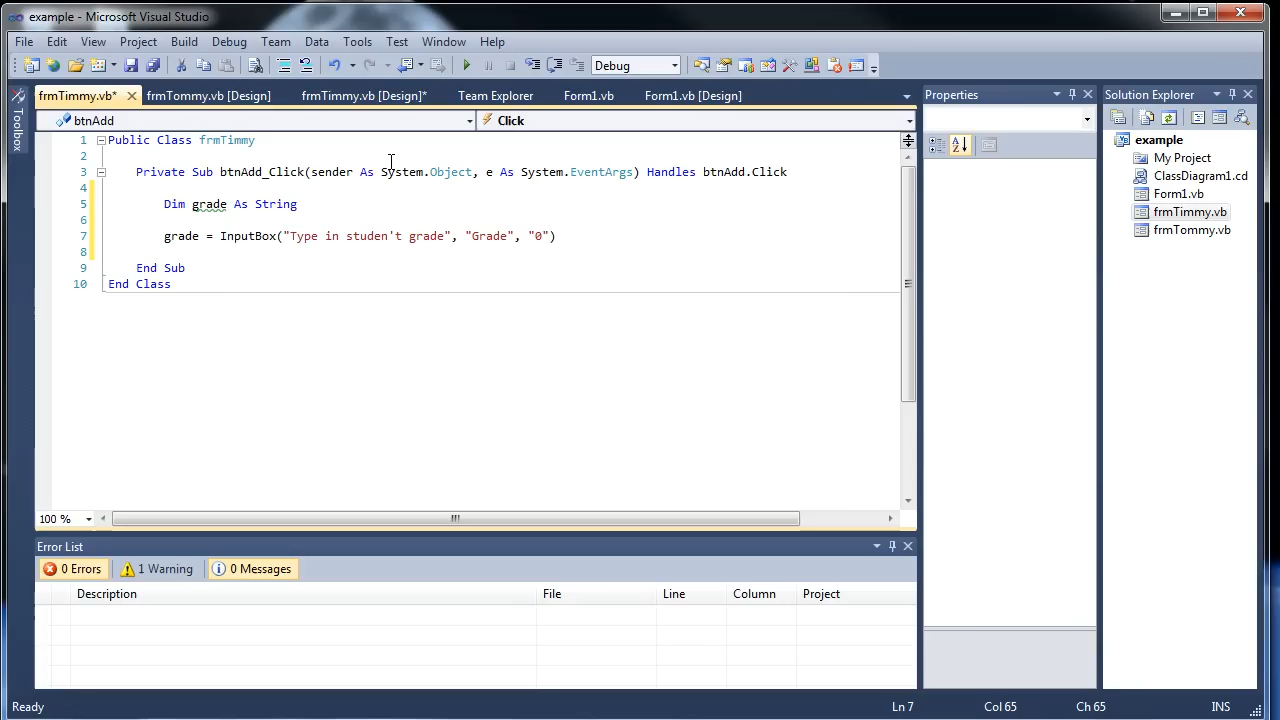 example - Microsoft Visual Studio
File Edit View Project Build Debug Team Data Tools Test Window Help
Debug
frmTimmy.vb* frmTommy.vb [Design] frmTimmy.vb [Design]* Team Explorer Form1.vb Form1.vb [Design]
Properties
Solution Explorer
Toolbox
btnAdd Click
1 Public Class frmTimmy
2
3 Private Sub btnAdd_Click(sender As System.Object, e As System.EventArgs) Handles btnAdd.Click
4
5 Dim grade As String
6
7 grade = InputBox("Type in studen't grade", "Grade", "0")
8
9 End Sub
10 End Class
example
My Project
ClassDiagram1.cd
Form1.vb
frmTimmy.vb
frmTommy.vb
100 %
Error List
0 Errors 1 Warning 0 Messages
Description File Line Column Project
Ready Ln 7 Col 65 Ch 65 INS